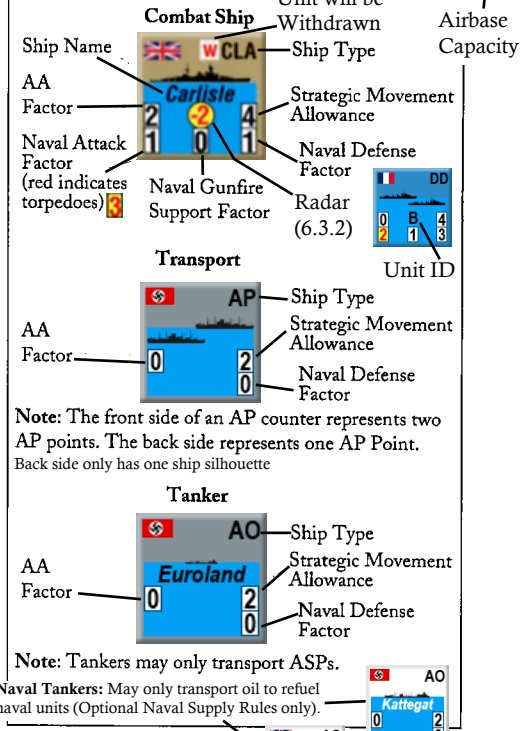 Unit will be
Withdrawn
Airbase
Capacity
Combat Ship
Ship Name
W CLA
Ship Type
AA
Factor
Carlisle
2
-2
4
Strategic Movement
Allowance
Naval Attack
Factor
(red indicates
torpedoes) 3
1
0
1
Naval Defense
Factor
Naval Gunfire
Support Factor
Radar
(6.3.2)
DD
0 B 4
2 1 3
Unit ID
Transport
AP
Ship Type
Strategic Movement
Allowance
AA
Factor
0
2
0
Naval Defense
Factor
Note: The front side of an AP counter represents two
AP points. The back side represents one AP Point.
Back side only has one ship silhouette
Tanker
AO
Ship Type
Euroland
Strategic Movement
Allowance
AA
Factor
0
2
0
Naval Defense
Factor
Note: Tankers may only transport ASPs.
Naval Tankers: May only transport oil to refuel
naval units (Optional Naval Supply Rules only).
AO
Kattegat
0 2